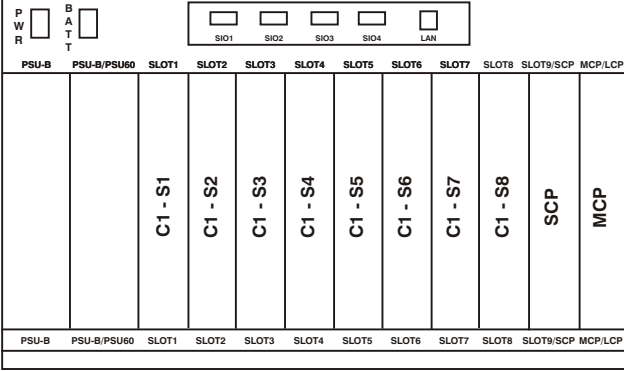 PWR
BATT
SIO1 SIO2 SIO3 SIO4 LAN
PSU-B PSU-B/PSU60 SLOT1 SLOT2 SLOT3 SLOT4 SLOT5 SLOT6 SLOT7 SLOT8 SLOT9/SCP MCP/LCP
C1 - S1
C1 - S2
C1 - S3
C1 - S4
C1 - S5
C1 - S6
C1 - S7
C1 - S8
SCP
MCP
PSU-B PSU-B/PSU60 SLOT1 SLOT2 SLOT3 SLOT4 SLOT5 SLOT6 SLOT7 SLOT8 SLOT9/SCP MCP/LCP